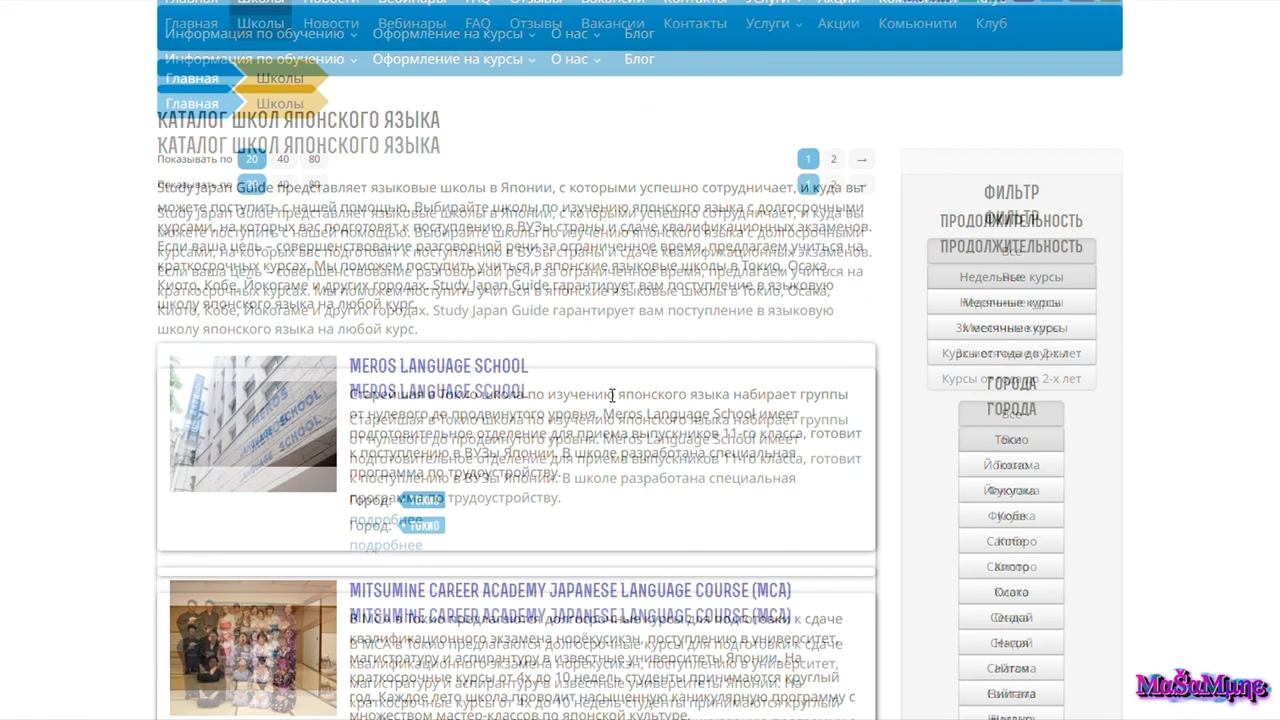 Главная Школы Новости Вебинары FAQ Отзывы Вакансии Контакты Услуги Акции Комьюнити Клуб
Информация по обучению Оформление на курсы О нас Блог
Главная Школы
КАТАЛОГ ШКОЛ ЯПОНСКОГО ЯЗЫКА
Показывать по 20 40 80
1 2 →
Study Japan Guide представляет языковые школы в Японии, с которыми успешно сотрудничает, и куда вы
можете поступить с нашей помощью. Выбирайте школы по изучению японского языка с долгосрочными
курсами, на которых вас подготовят к поступлению в ВУЗы страны и сдаче квалификационных экзаменов.
Если ваша цель – совершенствование разговорной речи за ограниченное время, предлагаем учиться на
краткосрочных курсах. Мы поможем поступить учиться в японские языковые школы в Токио, Осака,
Киото, Кобе, Йокогаме и других городах. Study Japan Guide гарантирует вам поступление в языковую
школу японского языка на любой курс.
MEROS LANGUAGE SCHOOL
Старейшая в Токио школа по изучению японского языка набирает группы
от нулевого до продвинутого уровня. Meros Language School имеет
подготовительное отделение для приема выпускников 11-го класса, готовит
к поступлению в ВУЗы Японии. В школе разработана специальная
программа по трудоустройству.
Город: ТОКИО
подробнее
MITSUMINE CAREER ACADEMY JAPANESE LANGUAGE COURSE (MCA)
В MCA в Токио предлагаются долгосрочные курсы для подготовки к сдаче
квалификационного экзамена норёкусикэн, поступлению в университет,
магистратуру и аспирантуру в известные университеты Японии. На
краткосрочные курсы от 4х до 10 недель студенты принимаются круглый
год. Каждое лето школа проводит насыщенную каникулярную программу с
множеством мастер-классов по японской культуре.
ФИЛЬТР
ПРОДОЛЖИТЕЛЬНОСТЬ
Все
Недельные курсы
Месячные курсы
3х месячные курсы
Курсы от года до 2-х лет
ГОРОДА
Все
Токио
Йокогама
Фукуока
Кобе
Саппоро
Киото
Осака
Сендай
Нагоя
Сайтама
MaSaMune